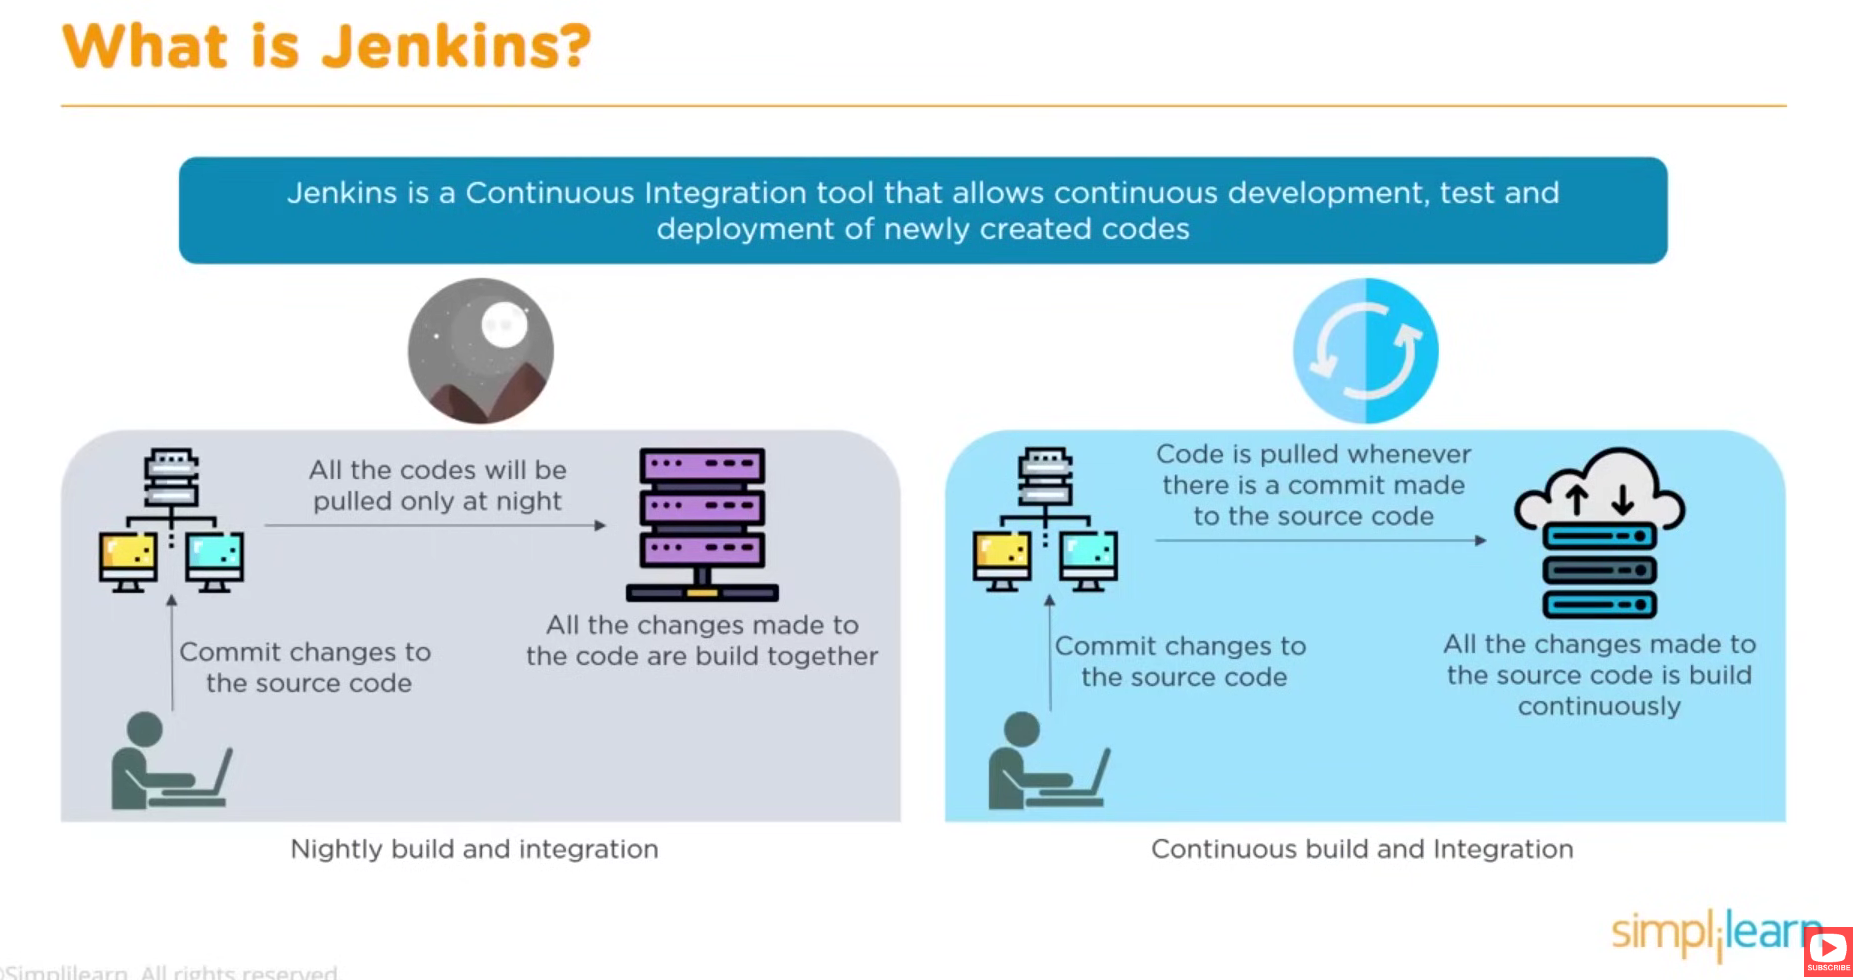 What is Jenkins?
Jenkins is a Continuous Integration tool that allows continuous development, test and
deployment of newly created codes
All the codes will be
pulled only at night
All the changes made to
the code are build together
Commit changes to
the source code
Nightly build and integration
Code is pulled whenever
there is a commit made
to the source code
All the changes made to
the source code is build
continuously
Commit changes to
the source code
Continuous build and Integration
simplilearn
SUBSCRIBE
©Simplilearn. All rights reserved.